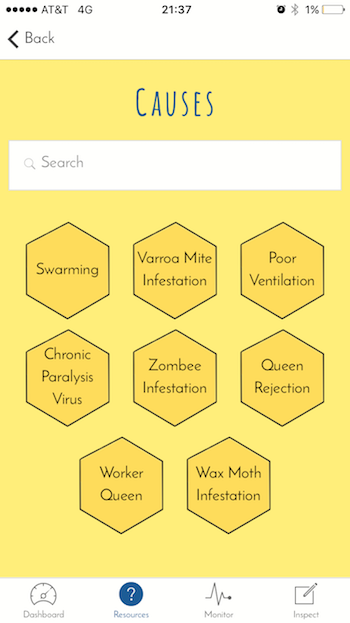 AT&T 4G 21:37 1%
Back
Causes
Search
Swarming
Varroa Mite
Infestation
Poor
Ventilation
Chronic
Paralysis
Virus
Zombee
Infestation
Queen
Rejection
Worker
Queen
Wax Moth
Infestation
?
Dashboard Resources Monitor Inspect